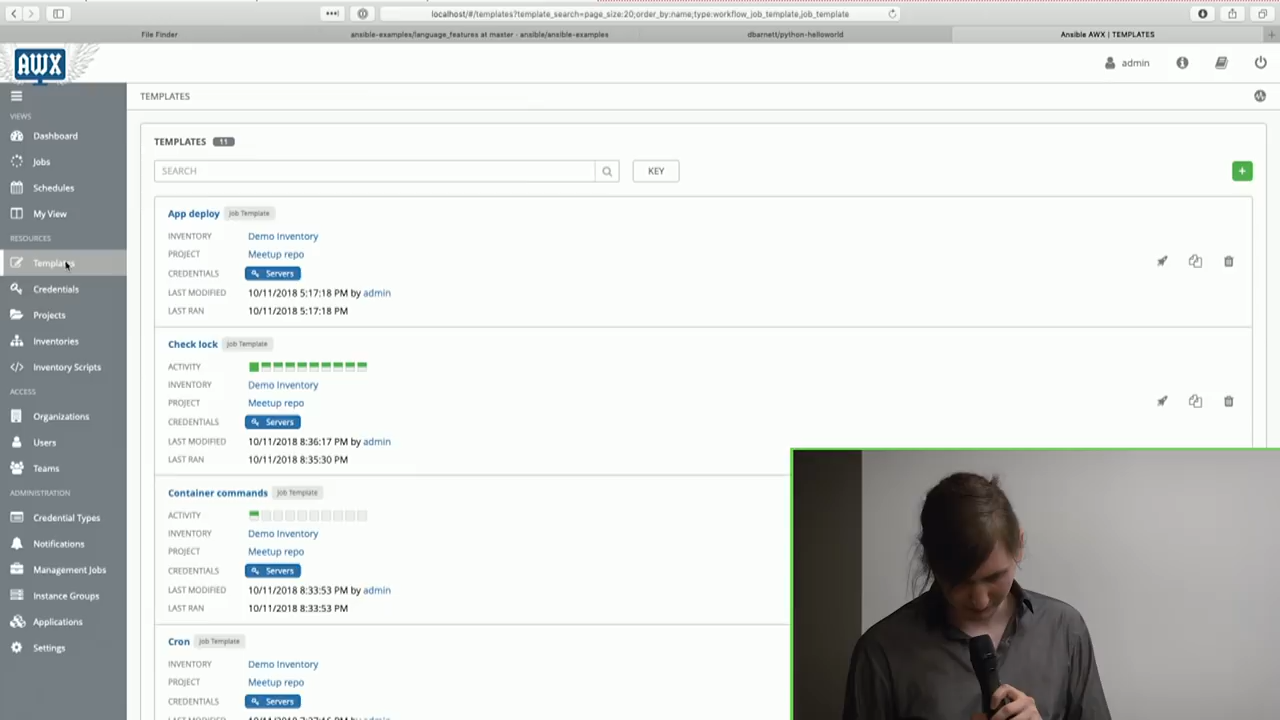 localhost/#/templates?template_search=page_size:20;order_by:name;type:workflow_job_template,job_template
File Finder
ansible-examples/language_features at master · ansible/ansible-examples
dbarnett/python-helloworld
Ansible AWX | TEMPLATES
AWX
admin
VIEWS
Dashboard
Jobs
Schedules
My View
RESOURCES
Templates
Credentials
Projects
Inventories
Inventory Scripts
ACCESS
Organizations
Users
Teams
ADMINISTRATION
Credential Types
Notifications
Management Jobs
Instance Groups
Applications
Settings
TEMPLATES
TEMPLATES 11
SEARCH
KEY
App deploy Job Template
INVENTORY Demo Inventory
PROJECT Meetup repo
CREDENTIALS Servers
LAST MODIFIED 10/11/2018 5:17:18 PM by admin
LAST RAN 10/11/2018 5:17:18 PM
Check lock Job Template
ACTIVITY
INVENTORY Demo Inventory
PROJECT Meetup repo
CREDENTIALS Servers
LAST MODIFIED 10/11/2018 8:36:17 PM by admin
LAST RAN 10/11/2018 8:35:30 PM
Container commands Job Template
ACTIVITY
INVENTORY Demo Inventory
PROJECT Meetup repo
CREDENTIALS Servers
LAST MODIFIED 10/11/2018 8:33:53 PM by admin
LAST RAN 10/11/2018 8:33:53 PM
Cron Job Template
INVENTORY Demo Inventory
PROJECT Meetup repo
CREDENTIALS Servers